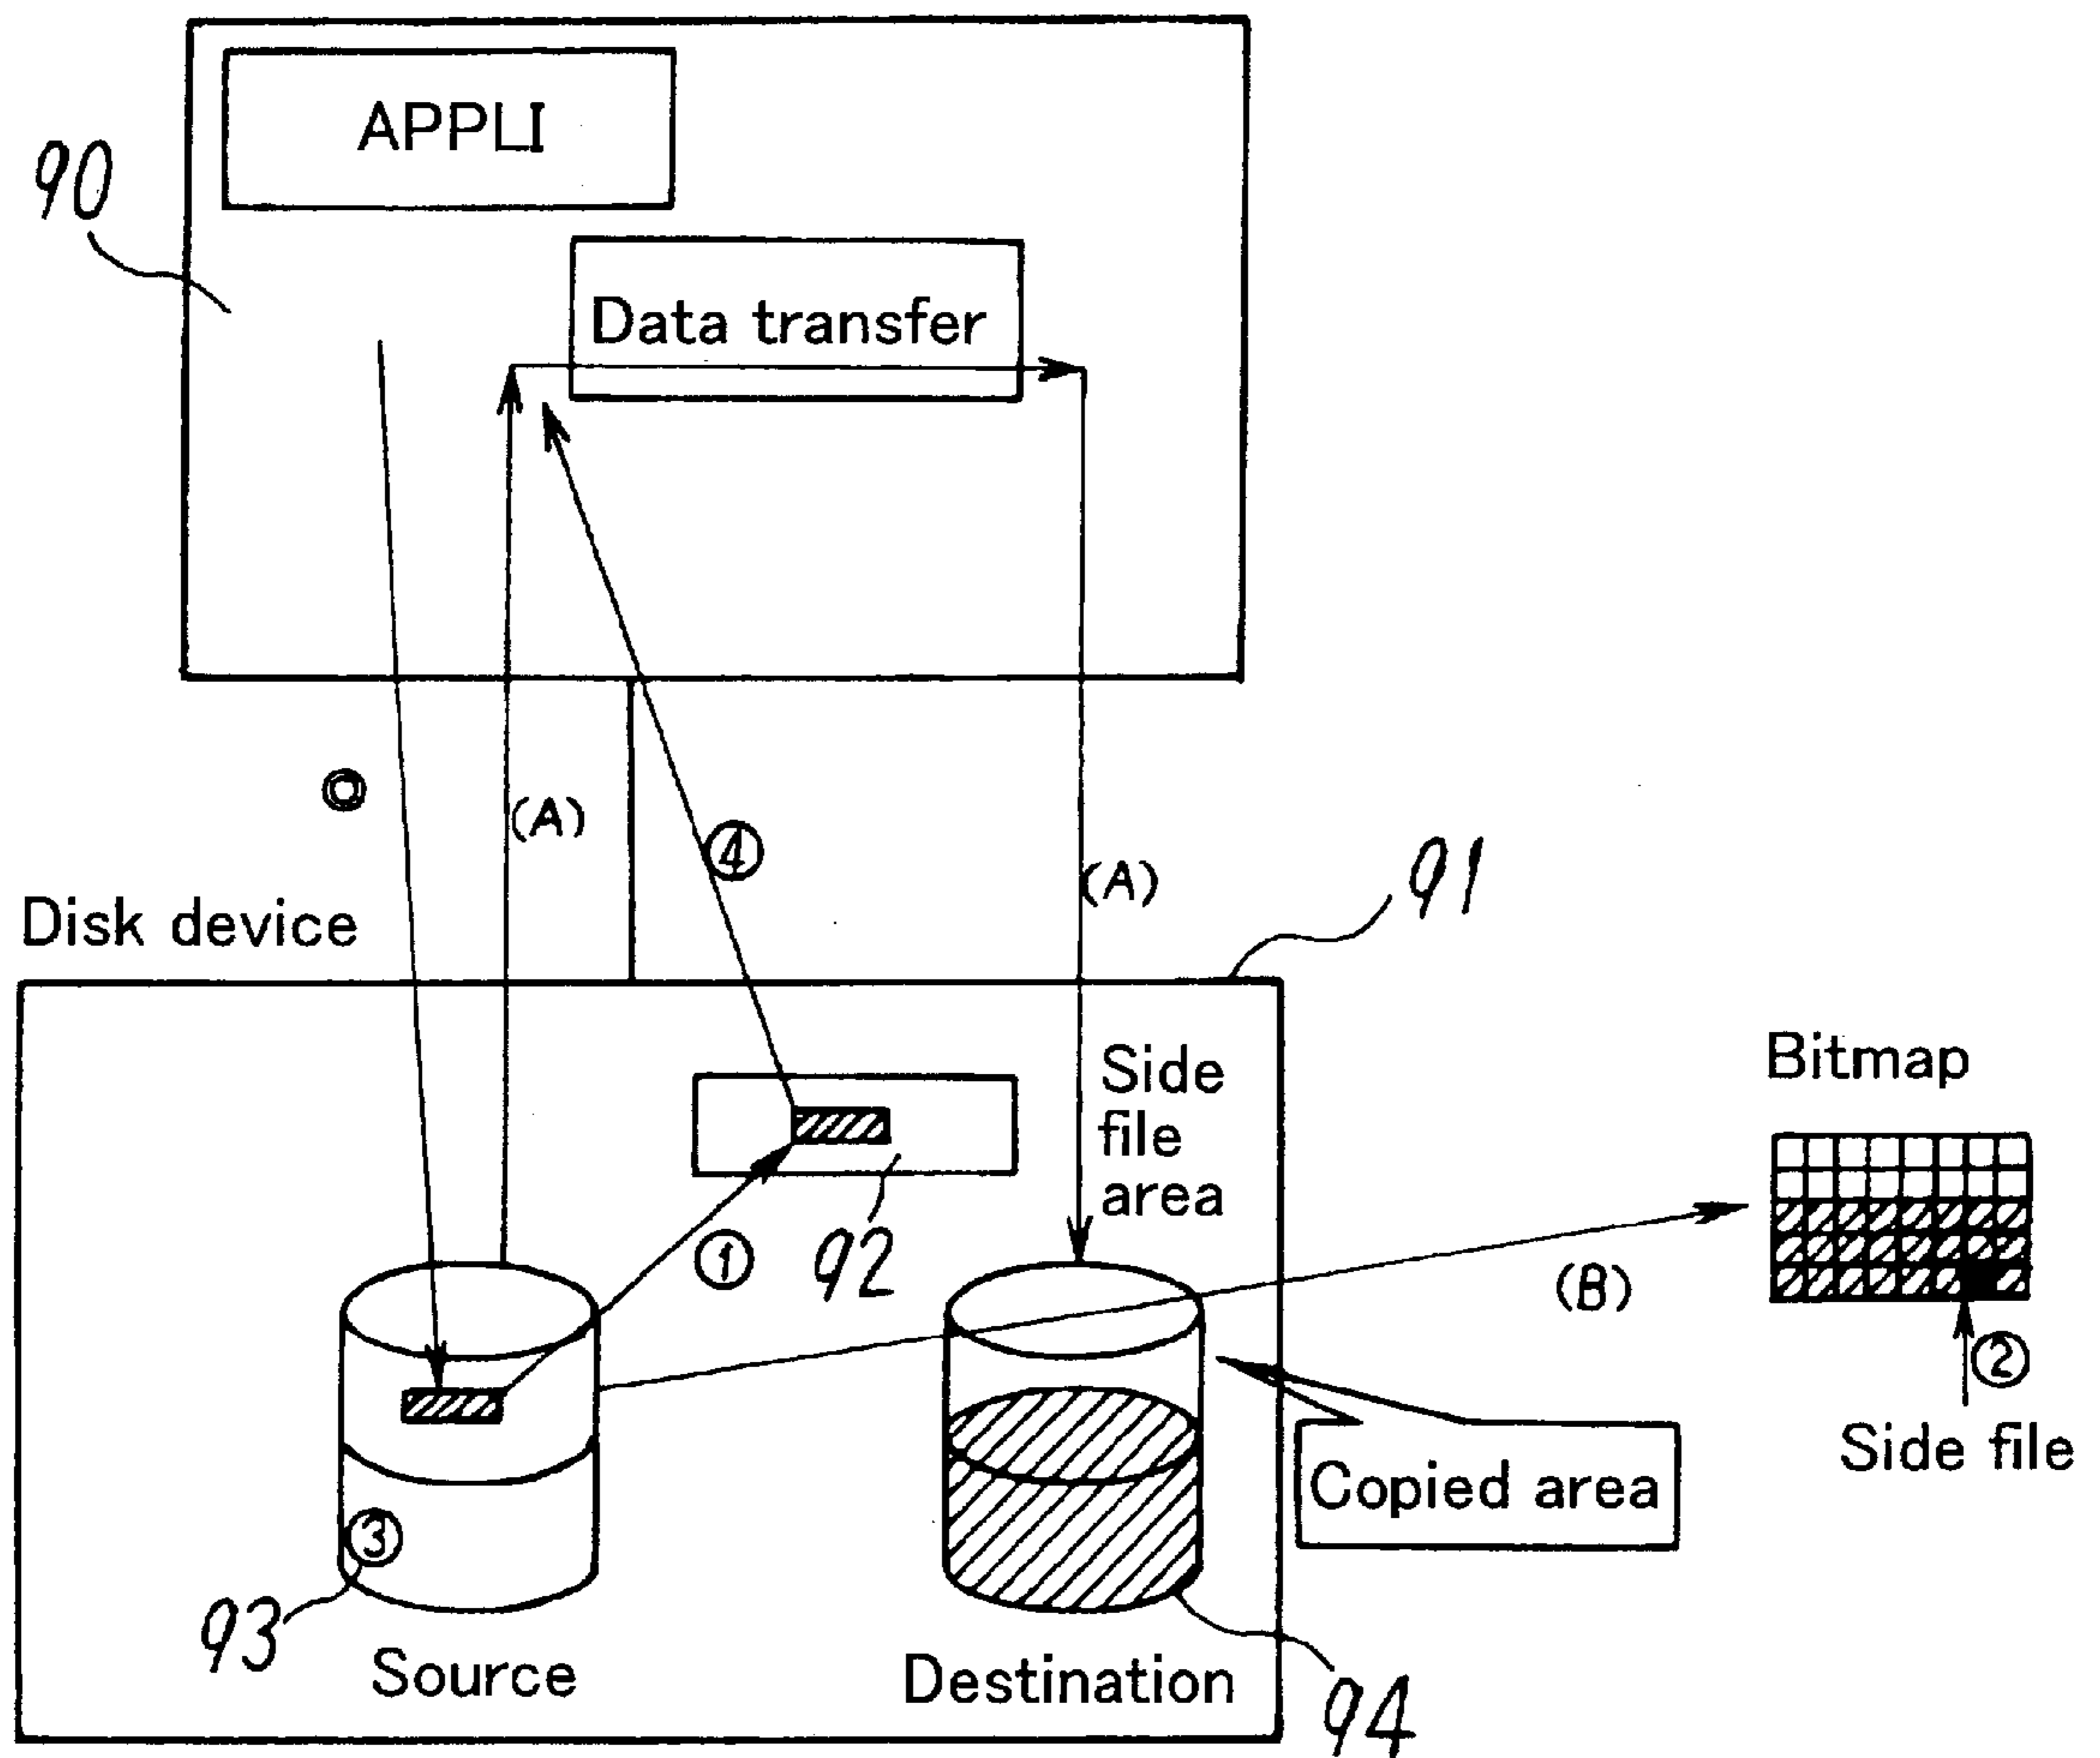 APPLI
90
Data transfer
◎
(A)
④
(A)
Disk device
91
Side
file
area
Bitmap
①
92
(B)
②
Side file
Copied area
③
93
Source
Destination
94